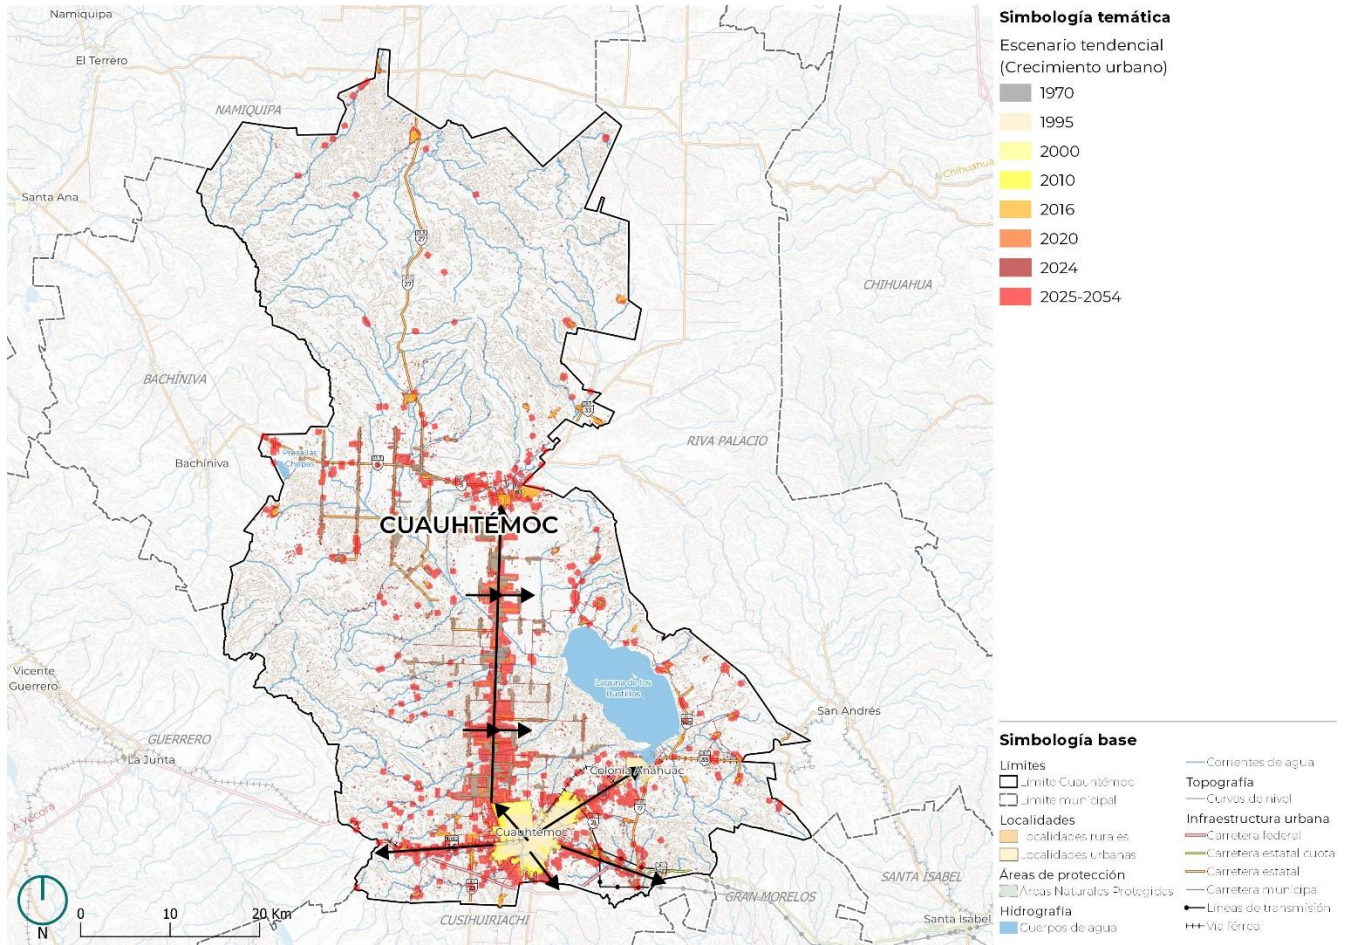 Namiquipa
El Terrero
NAMIQUIPA
Santa Ana
A Chihuahua
27
27
CHIHUAHUA
BACHÍNIVA
33
RIVA PALACIO
Bachíniva
Presa las
Chepas
CUAUHTÉMOC
Vicente
Guerrero
Laguna de los
Bustillos
San Andrés
GUERRERO
La Junta
Colonia Anáhuac
A Yécora
Cuauhtémoc
SANTA ISABEL
GRAN MORELOS
CUSIHUIRIACHI
Santa Isabel
N
0 10 20 Km
Simbología temática
Escenario tendencial
(Crecimiento urbano)
1970
1995
2000
2010
2016
2020
2024
2025-2054
Simbología base
Límites
Límite Cuauhtémoc
Límite municipal
Localidades
Localidades rurales
Localidades urbanas
Áreas de protección
Áreas Naturales Protegidas
Hidrografía
Cuerpos de agua
Corrientes de agua
Topografía
Curvas de nivel
Infraestructura urbana
Carretera federal
Carretera estatal cuota
Carretera estatal
Carretera municipa
Líneas de transmisión
Vía férrea